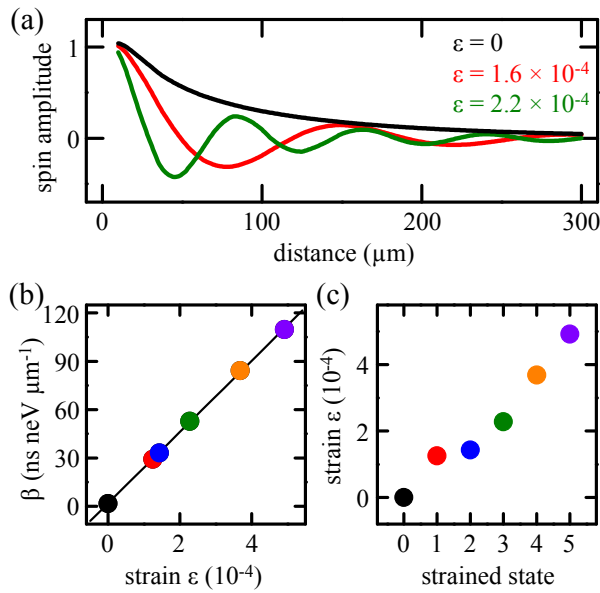 (a)
1
0
spin amplitude
ε = 0
ε = 1.6 × 10⁻⁴
ε = 2.2 × 10⁻⁴
0 100 200 300
distance (µm)
(b)
120
90
60
30
0
β (ns neV µm⁻¹)
0 2 4
strain ε (10⁻⁴)
(c)
4
2
0
strain ε (10⁻⁴)
0 1 2 3 4 5
strained state